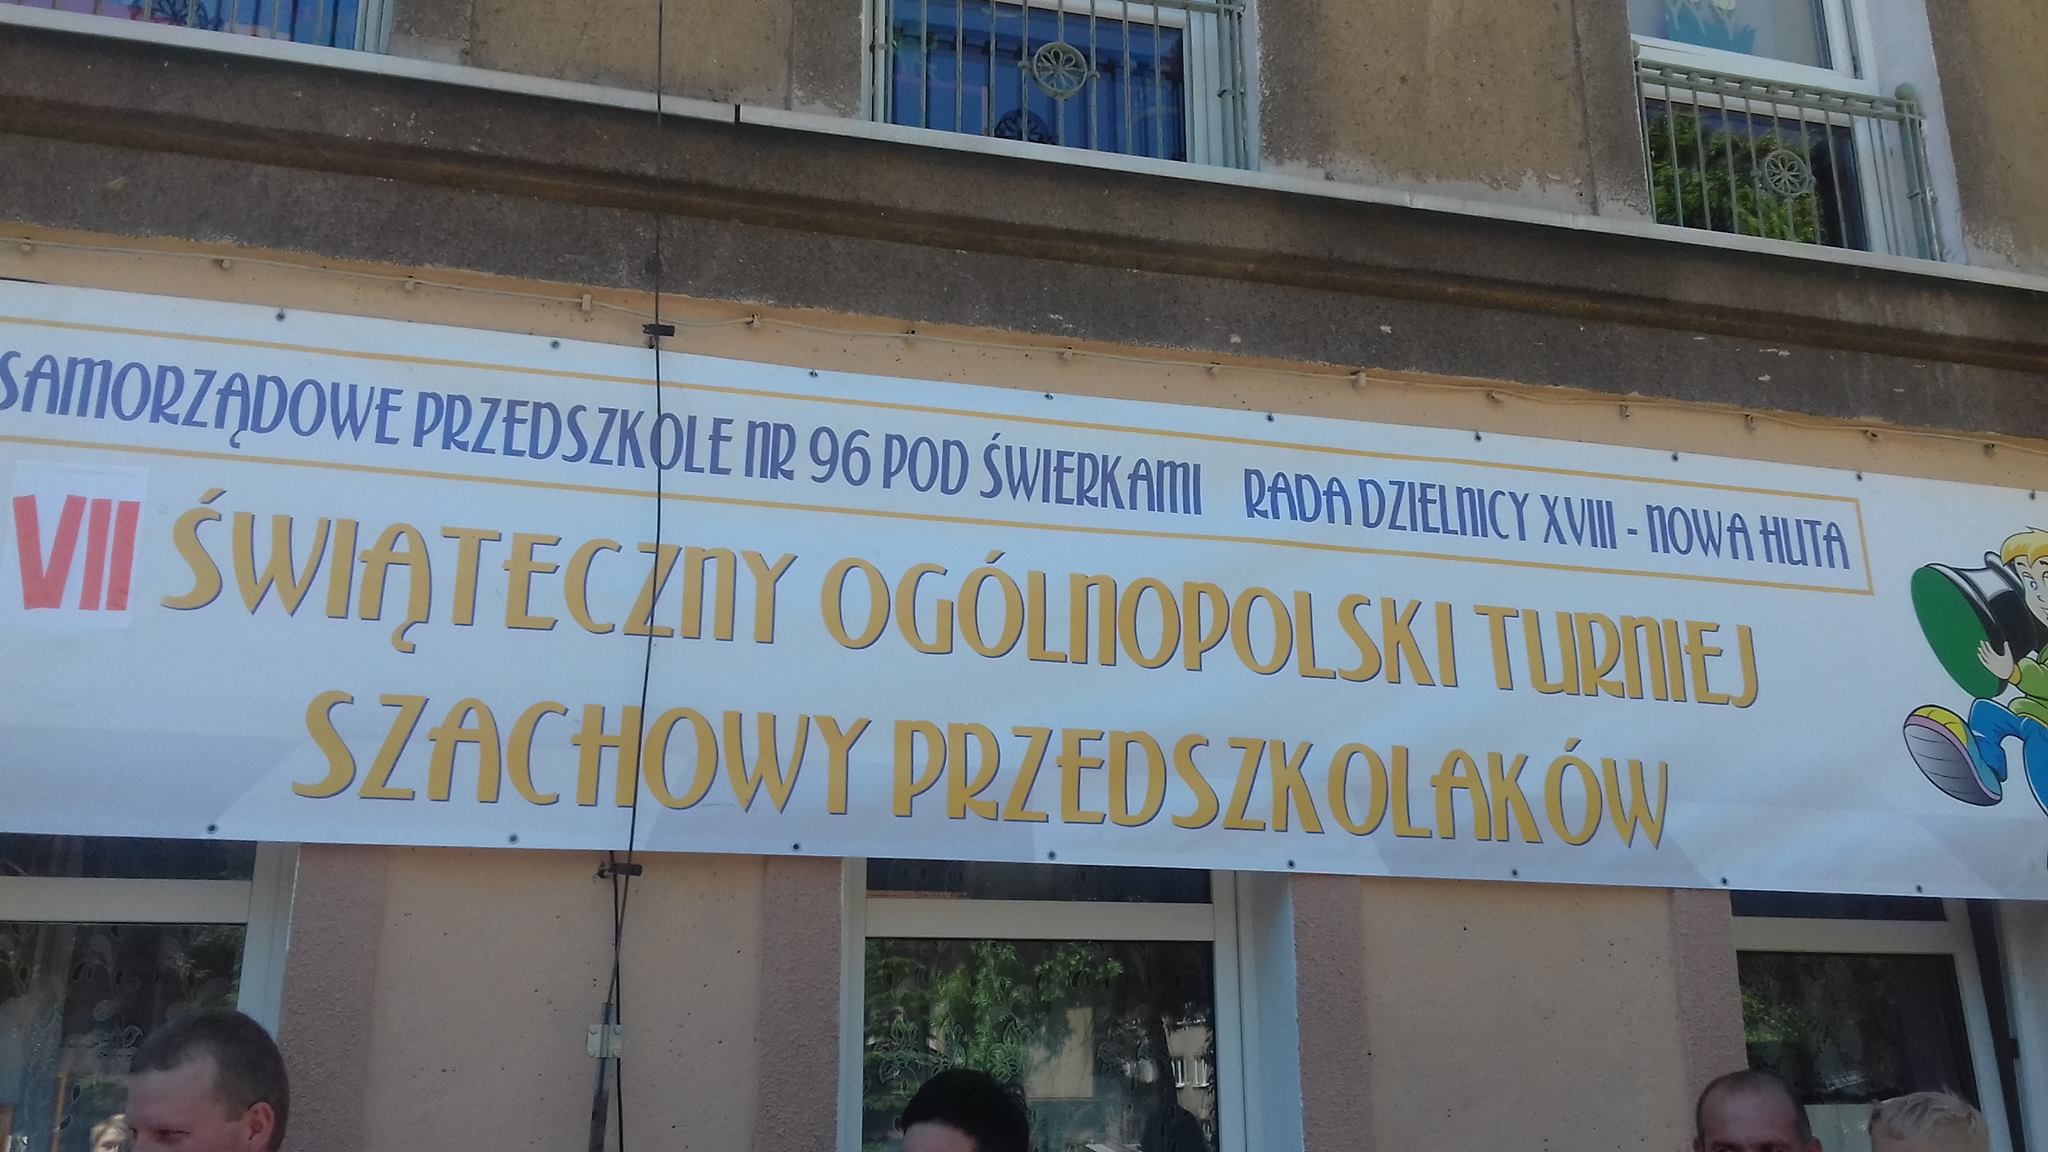 SAMORZĄDOWE PRZEDSZKOLE NR 96 POD ŚWIERKAMI RADA DZIELNICY XVIII - NOWA HUTA
VII ŚWIĄTECZNY OGÓLNOPOLSKI TURNIEJ
SZACHOWY PRZEDSZKOLAKÓW